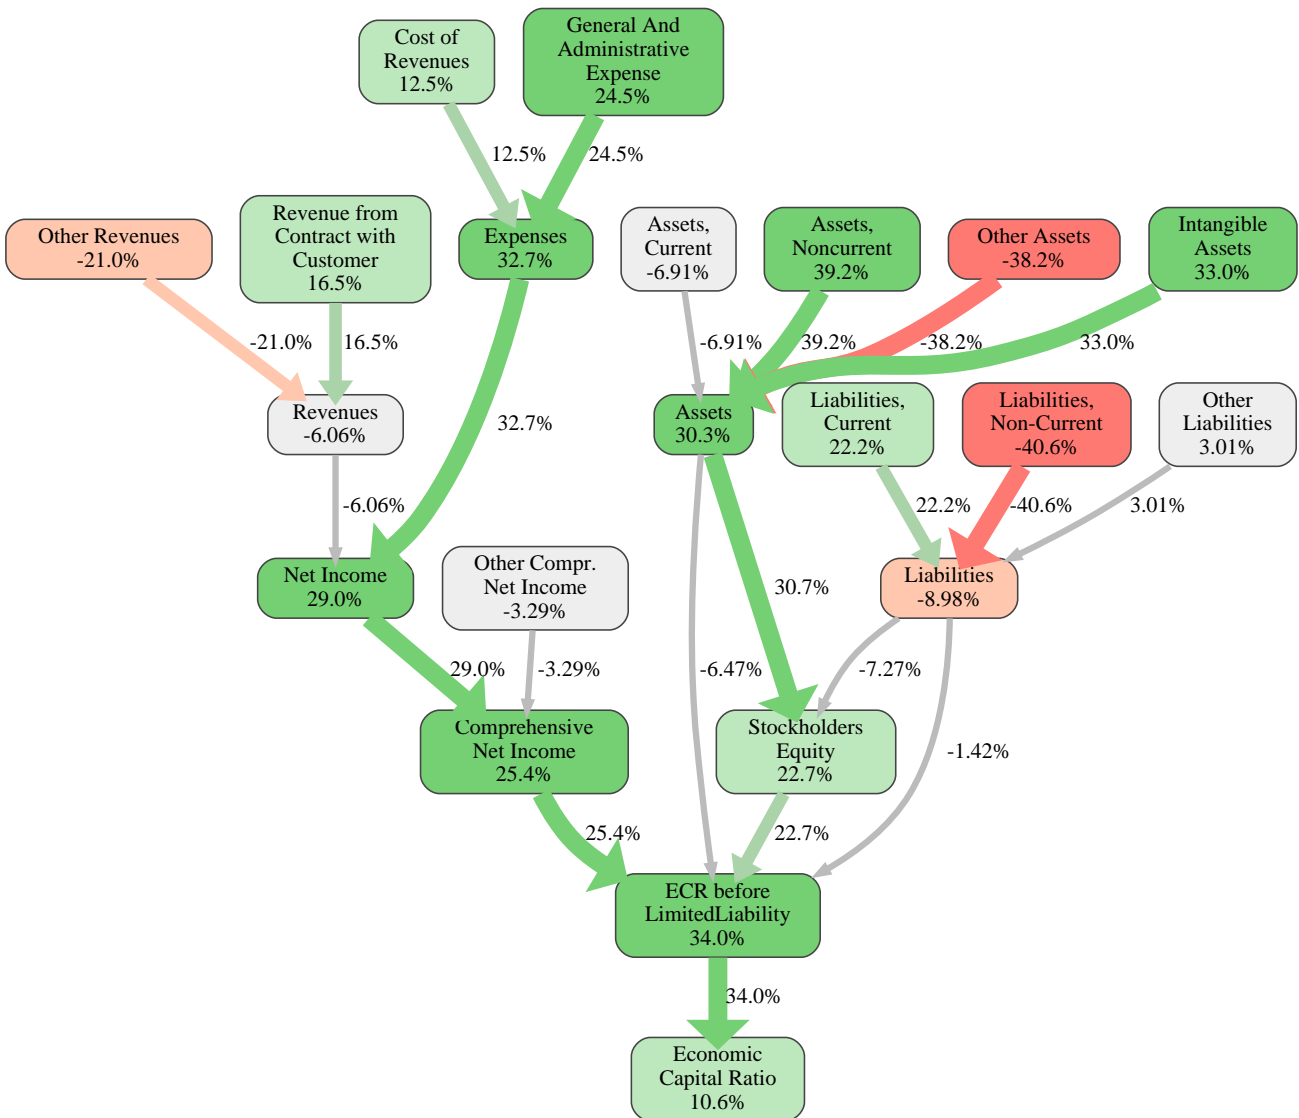 Cost of
Revenues
12.5%
General And
Administrative
Expense
24.5%
12.5%
24.5%
Other Revenues
-21.0%
Revenue from
Contract with
Customer
16.5%
Expenses
32.7%
Assets,
Current
-6.91%
Assets,
Noncurrent
39.2%
Other Assets
-38.2%
Intangible
Assets
33.0%
-21.0%
16.5%
32.7%
-6.91%
39.2%
-38.2%
33.0%
Revenues
-6.06%
Assets
30.3%
Liabilities,
Current
22.2%
Liabilities,
Non-Current
-40.6%
Other
Liabilities
3.01%
-6.06%
22.2%
-40.6%
3.01%
Net Income
29.0%
Other Compr.
Net Income
-3.29%
30.7%
Liabilities
-8.98%
29.0%
-3.29%
-6.47%
-7.27%
Comprehensive
Net Income
25.4%
Stockholders
Equity
22.7%
-1.42%
25.4%
22.7%
ECR before
LimitedLiability
34.0%
34.0%
Economic
Capital Ratio
10.6%